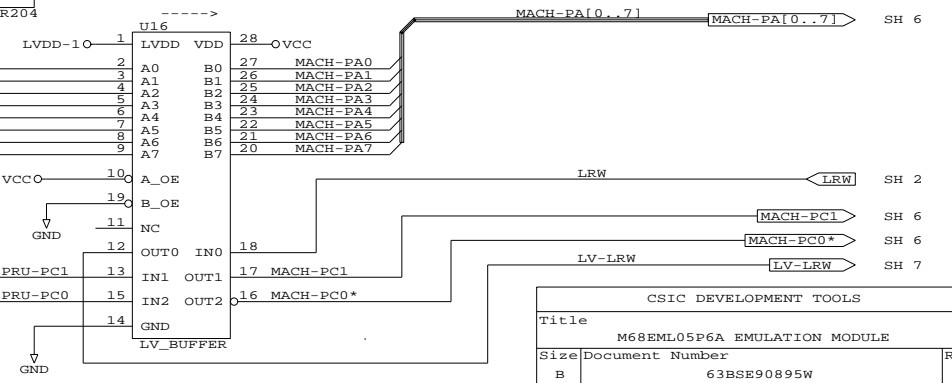 R204
----->
U16
MACH-PA[0..7]
MACH-PA[0..7] SH 6
LVDD-1 1 LVDD VDD 28 VCC
2 A0 B0 27 MACH-PA0
3 A1 B1 26 MACH-PA1
4 A2 B2 25 MACH-PA2
5 A3 B3 24 MACH-PA3
6 A4 B4 23 MACH-PA4
7 A5 B5 22 MACH-PA5
8 A6 B6 21 MACH-PA6
9 A7 B7 20 MACH-PA7
VCC 10 A_OE LRW LRW SH 2
19 B_OE
GND
11 NC MACH-PC1 SH 6
MACH-PC0* SH 6
12 OUT0 IN0 18
LV-LRW LV-LRW SH 7
PRU-PC1 13 IN1 OUT1 17 MACH-PC1
PRU-PC0 15 IN2 OUT2 16 MACH-PC0*
14 GND
LV_BUFFER
GND
CSIC DEVELOPMENT TOOLS
Title
M68EML05P6A EMULATION MODULE
Size Document Number R
B 63BSE90895W